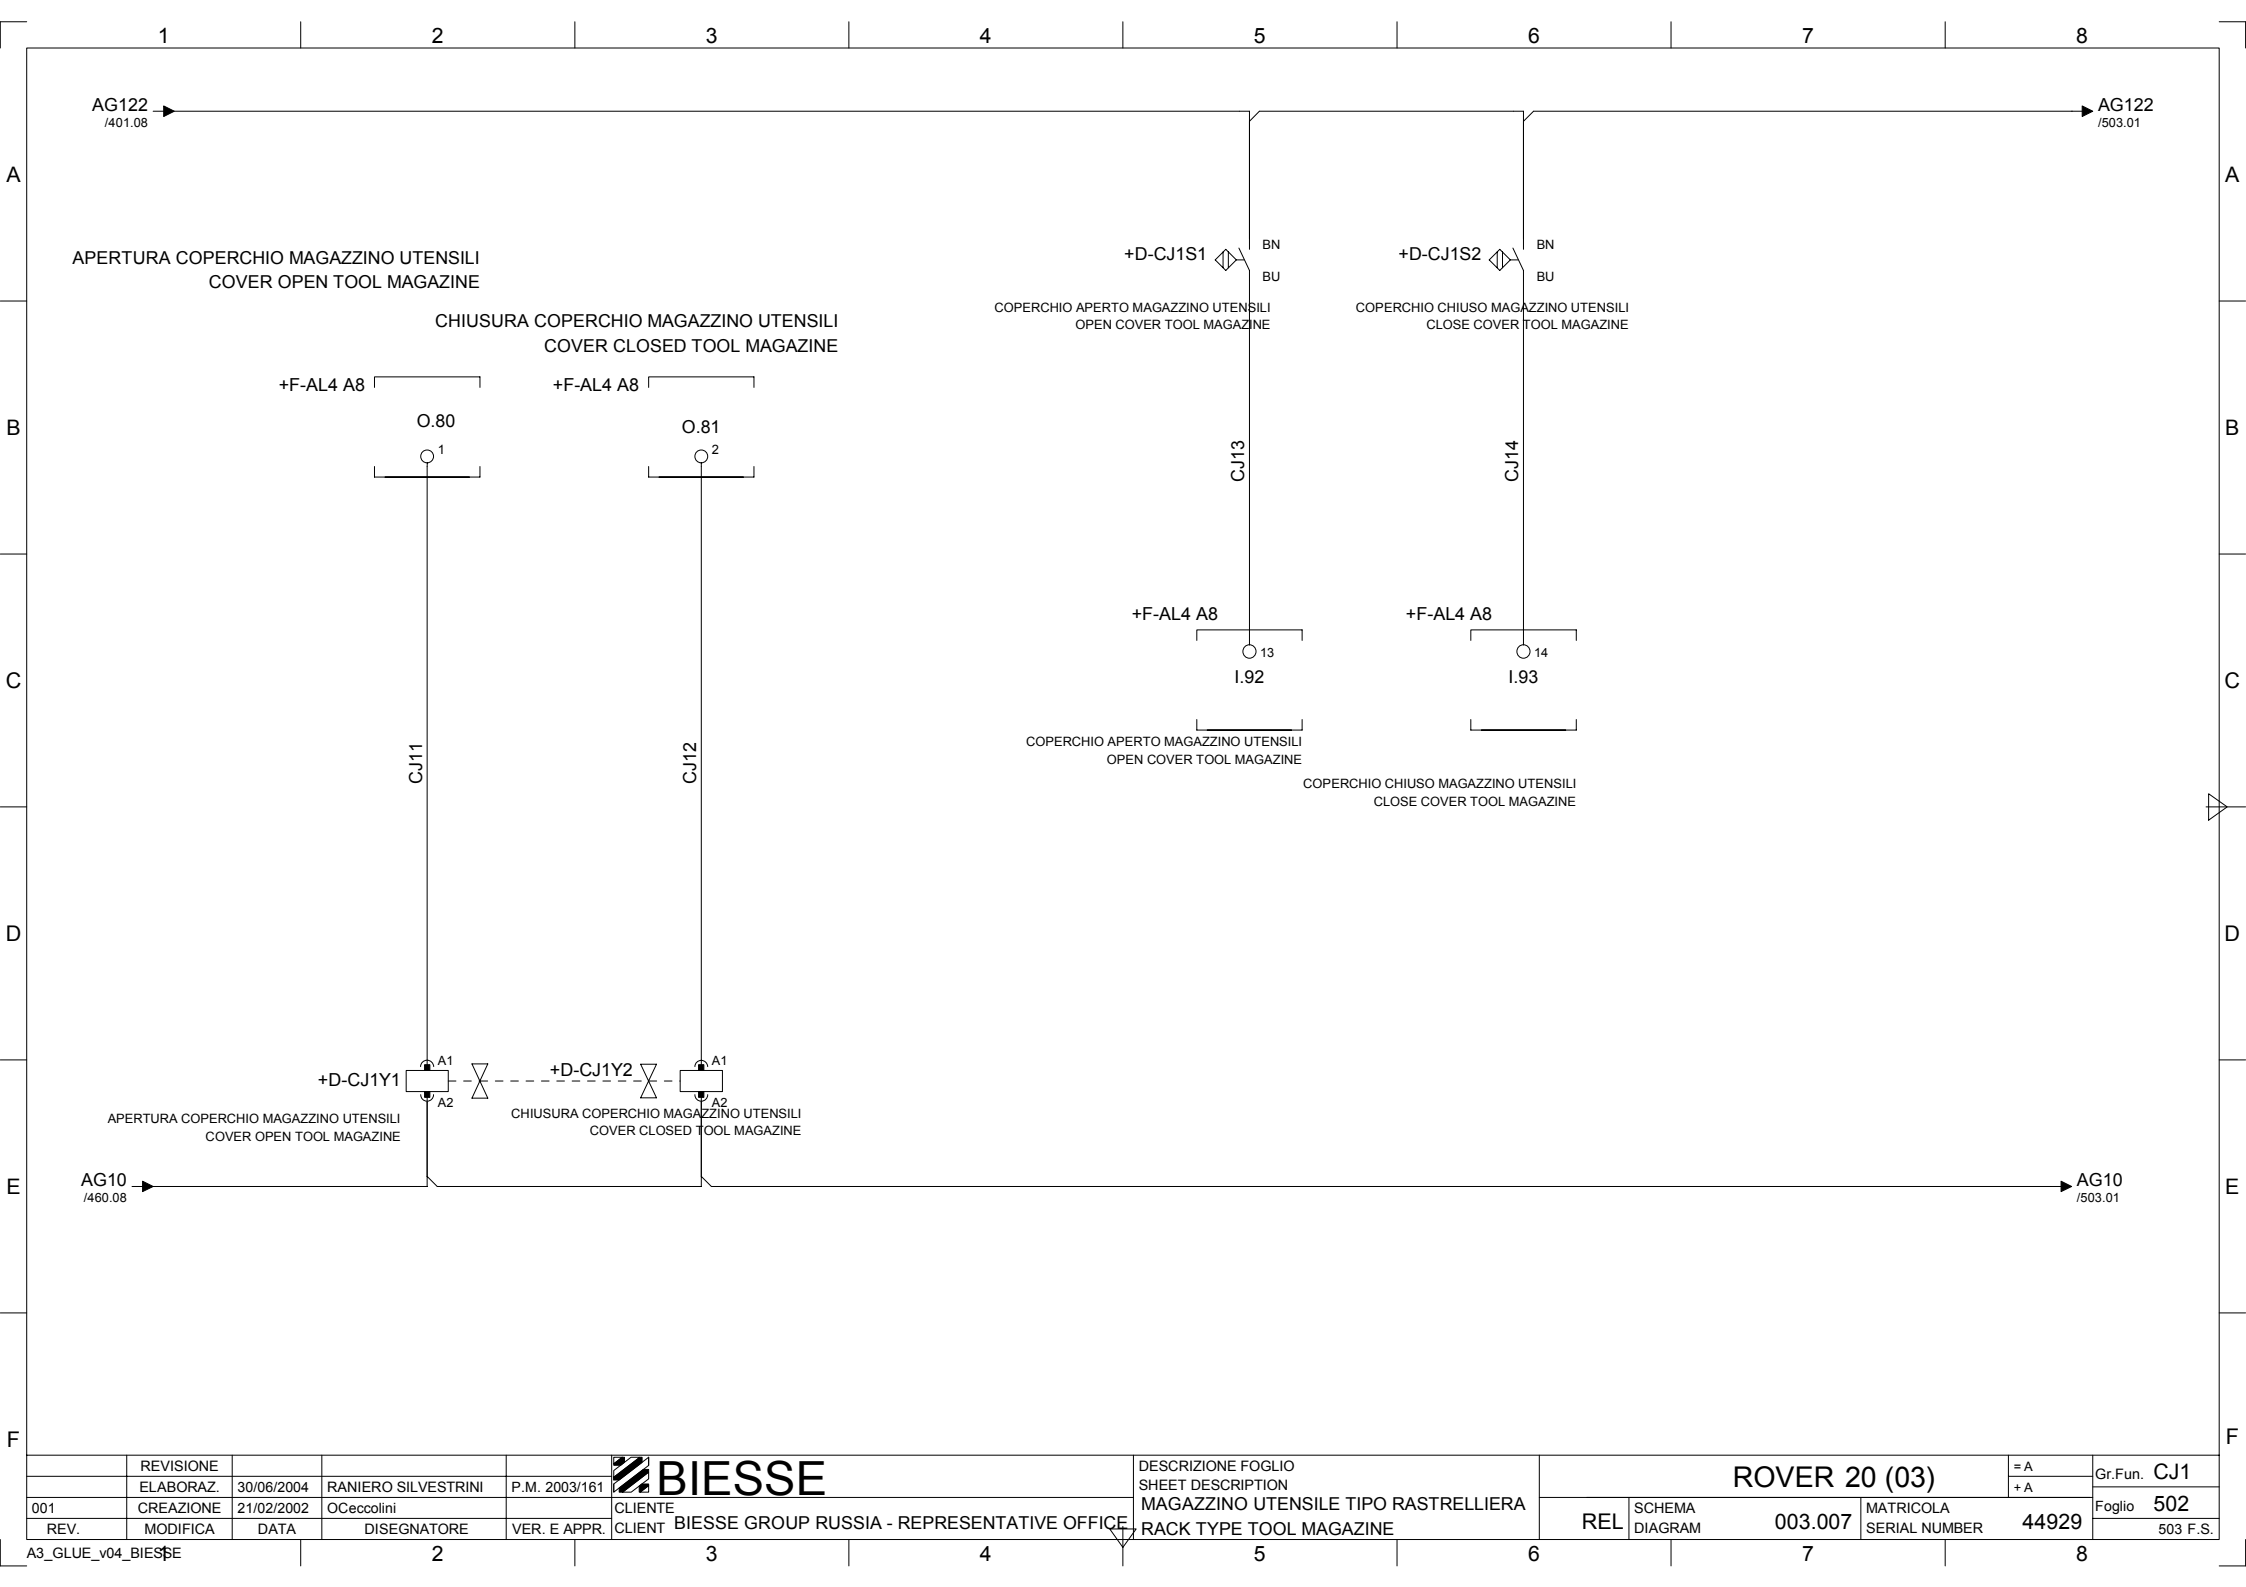 1 2 3 4 5 6 7 8
AG122
/401.08
AG122
/503.01
A
A
APERTURA COPERCHIO MAGAZZINO UTENSILI
COVER OPEN TOOL MAGAZINE
CHIUSURA COPERCHIO MAGAZZINO UTENSILI
COVER CLOSED TOOL MAGAZINE
+D-CJ1S1
BN
BU
COPERCHIO APERTO MAGAZZINO UTENSILI
OPEN COVER TOOL MAGAZINE
+D-CJ1S2
BN
BU
COPERCHIO CHIUSO MAGAZZINO UTENSILI
CLOSE COVER TOOL MAGAZINE
+F-AL4 A8
O.80
1
+F-AL4 A8
O.81
2
B
B
CJ13
CJ14
+F-AL4 A8
13
I.92
COPERCHIO APERTO MAGAZZINO UTENSILI
OPEN COVER TOOL MAGAZINE
+F-AL4 A8
14
I.93
COPERCHIO CHIUSO MAGAZZINO UTENSILI
CLOSE COVER TOOL MAGAZINE
C
C
CJ11
CJ12
D
D
+D-CJ1Y1
A1
A2
APERTURA COPERCHIO MAGAZZINO UTENSILI
COVER OPEN TOOL MAGAZINE
+D-CJ1Y2
A1
A2
CHIUSURA COPERCHIO MAGAZZINO UTENSILI
COVER CLOSED TOOL MAGAZINE
E
E
AG10
/460.08
AG10
/503.01
F
F
REVISIONE
ELABORAZ. 30/06/2004 RANIERO SILVESTRINI P.M. 2003/161
001 CREAZIONE 21/02/2002 OCeccolini
REV. MODIFICA DATA DISEGNATORE VER. E APPR.
BIESSE
CLIENTE
CLIENT BIESSE GROUP RUSSIA - REPRESENTATIVE OFFICE
DESCRIZIONE FOGLIO
SHEET DESCRIPTION
MAGAZZINO UTENSILE TIPO RASTRELLIERA
RACK TYPE TOOL MAGAZINE
ROVER 20 (03)
= A
+ A
Gr.Fun. CJ1
REL
SCHEMA
DIAGRAM
003.007
MATRICOLA
SERIAL NUMBER
44929
Foglio 502
503 F.S.
A3_GLUE_v04_BIESSE
1 2 3 4 5 6 7 8